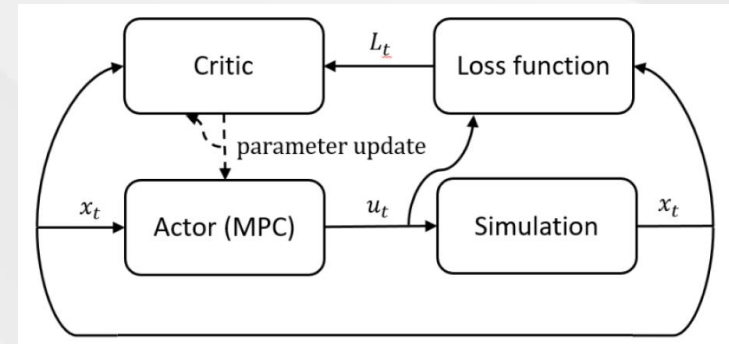 L_t
Critic
Loss function
parameter update
x_t
Actor (MPC)
u_t
Simulation
x_t